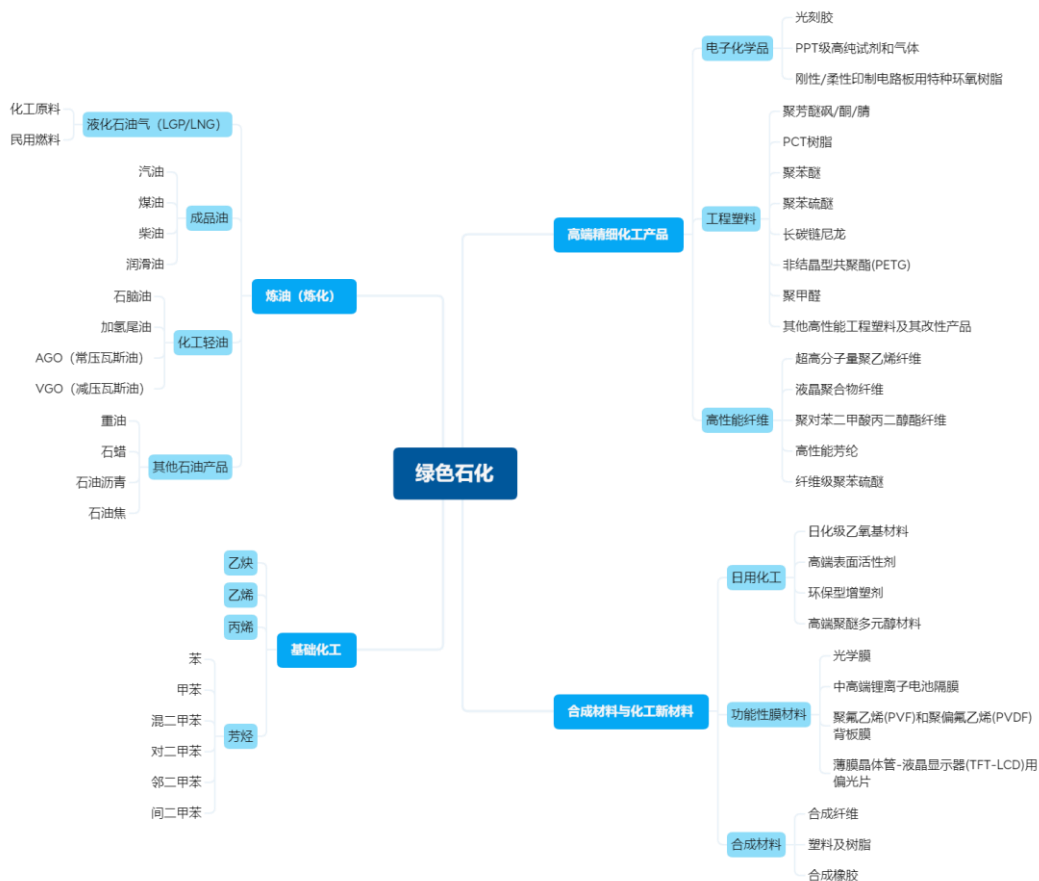 绿色石化
炼油（炼化）
液化石油气（LGP/LNG）
化工原料
民用燃料
成品油
汽油
煤油
柴油
润滑油
化工轻油
石脑油
加氢尾油
AGO（常压瓦斯油）
VGO（减压瓦斯油）
其他石油产品
重油
石蜡
石油沥青
石油焦
基础化工
乙炔
乙烯
丙烯
芳烃
苯
甲苯
混二甲苯
对二甲苯
邻二甲苯
间二甲苯
高端精细化工产品
电子化学品
光刻胶
PPT级高纯试剂和气体
刚性/柔性印制电路板用特种环氧树脂
工程塑料
聚芳醚砜/酮/腈
PCT树脂
聚苯醚
聚苯硫醚
长碳链尼龙
非结晶型共聚酯(PETG)
聚甲醛
其他高性能工程塑料及其改性产品
高性能纤维
超高分子量聚乙烯纤维
液晶聚合物纤维
聚对苯二甲酸丙二醇酯纤维
高性能芳纶
纤维级聚苯硫醚
合成材料与化工新材料
日用化工
日化级乙氧基材料
高端表面活性剂
环保型增塑剂
高端聚醚多元醇材料
功能性膜材料
光学膜
中高端锂离子电池隔膜
聚氟乙烯(PVF)和聚偏氟乙烯(PVDF)
背板膜
薄膜晶体管-液晶显示器(TFT-LCD)用
偏光片
合成材料
合成纤维
塑料及树脂
合成橡胶